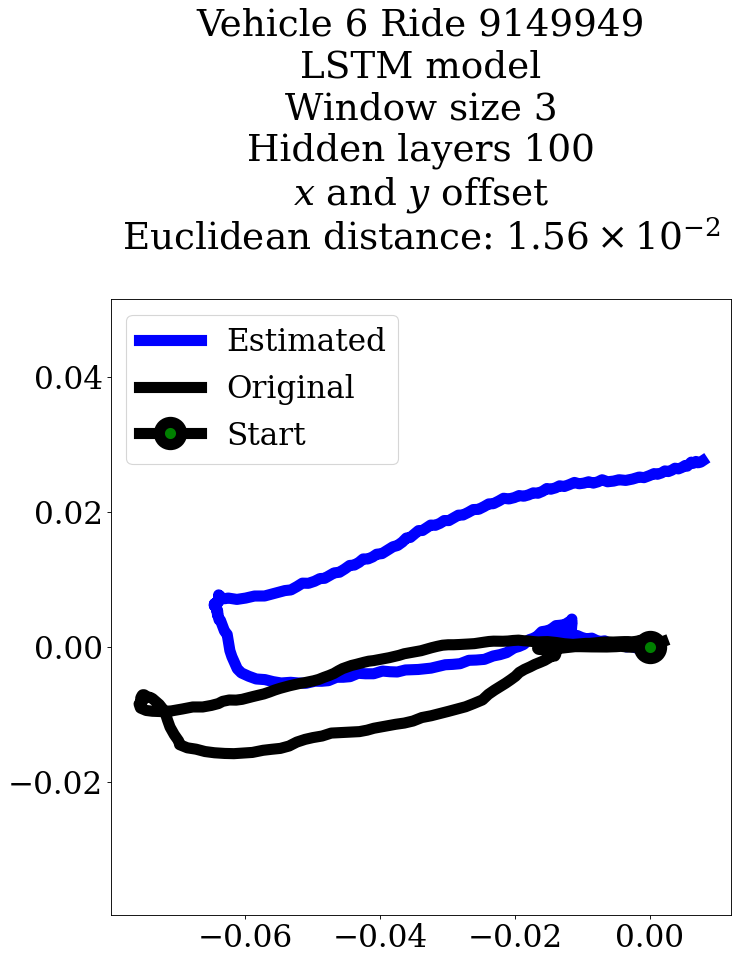 Vehicle 6 Ride 9149949
LSTM model
Window size 3
Hidden layers 100
x and y offset
Euclidean distance: 1.56 × 10⁻²
Estimated
Original
Start
0.04
0.02
0.00
−0.02
−0.06 −0.04 −0.02 0.00